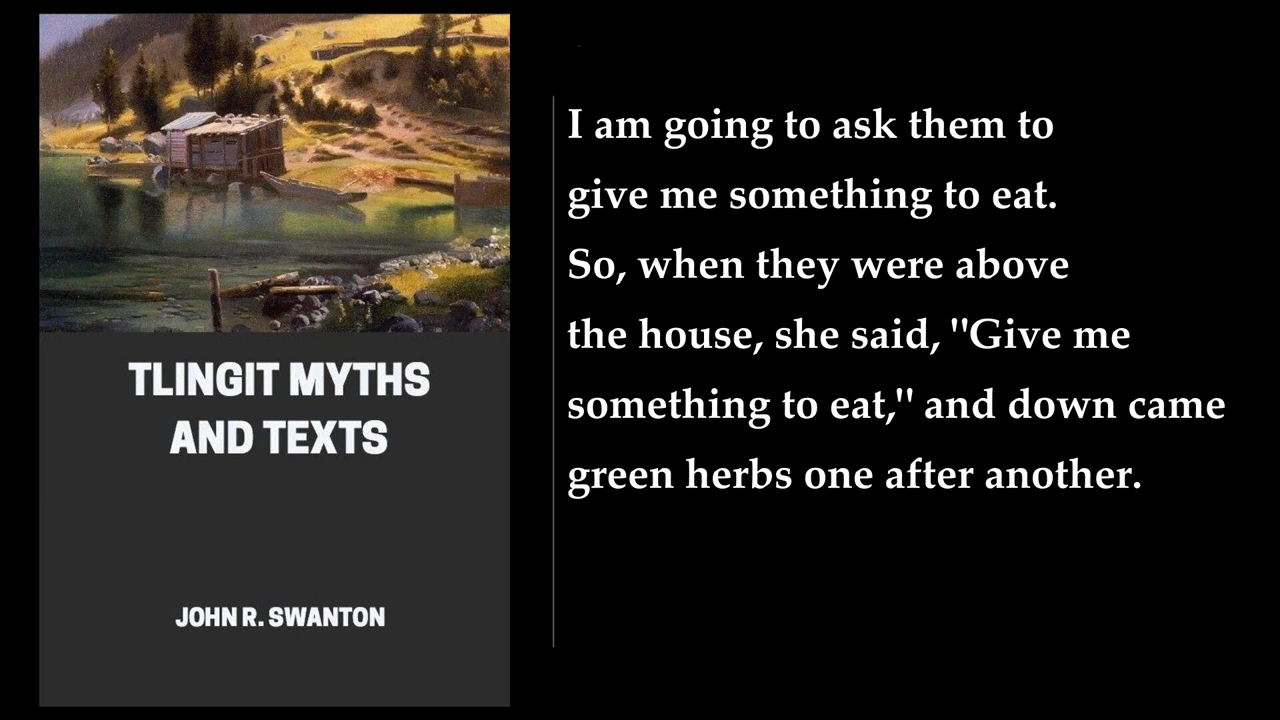 TLINGIT MYTHS
AND TEXTS
JOHN R. SWANTON
I am going to ask them to
give me something to eat.
So, when they were above
the house, she said, "Give me
something to eat," and down came
green herbs one after another.